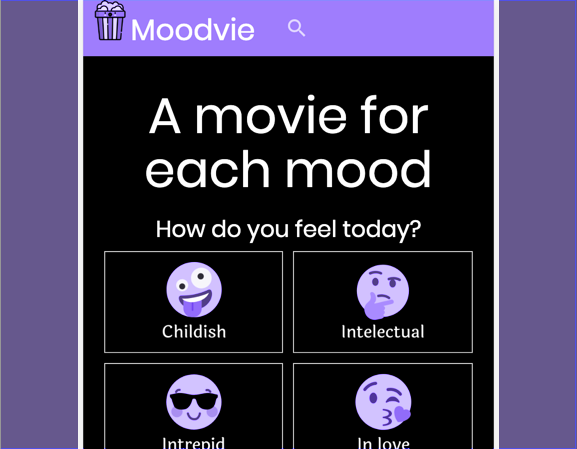 Moodvie
A movie for
each mood
How do you feel today?
Childish
Intelectual
Intrepid
In love